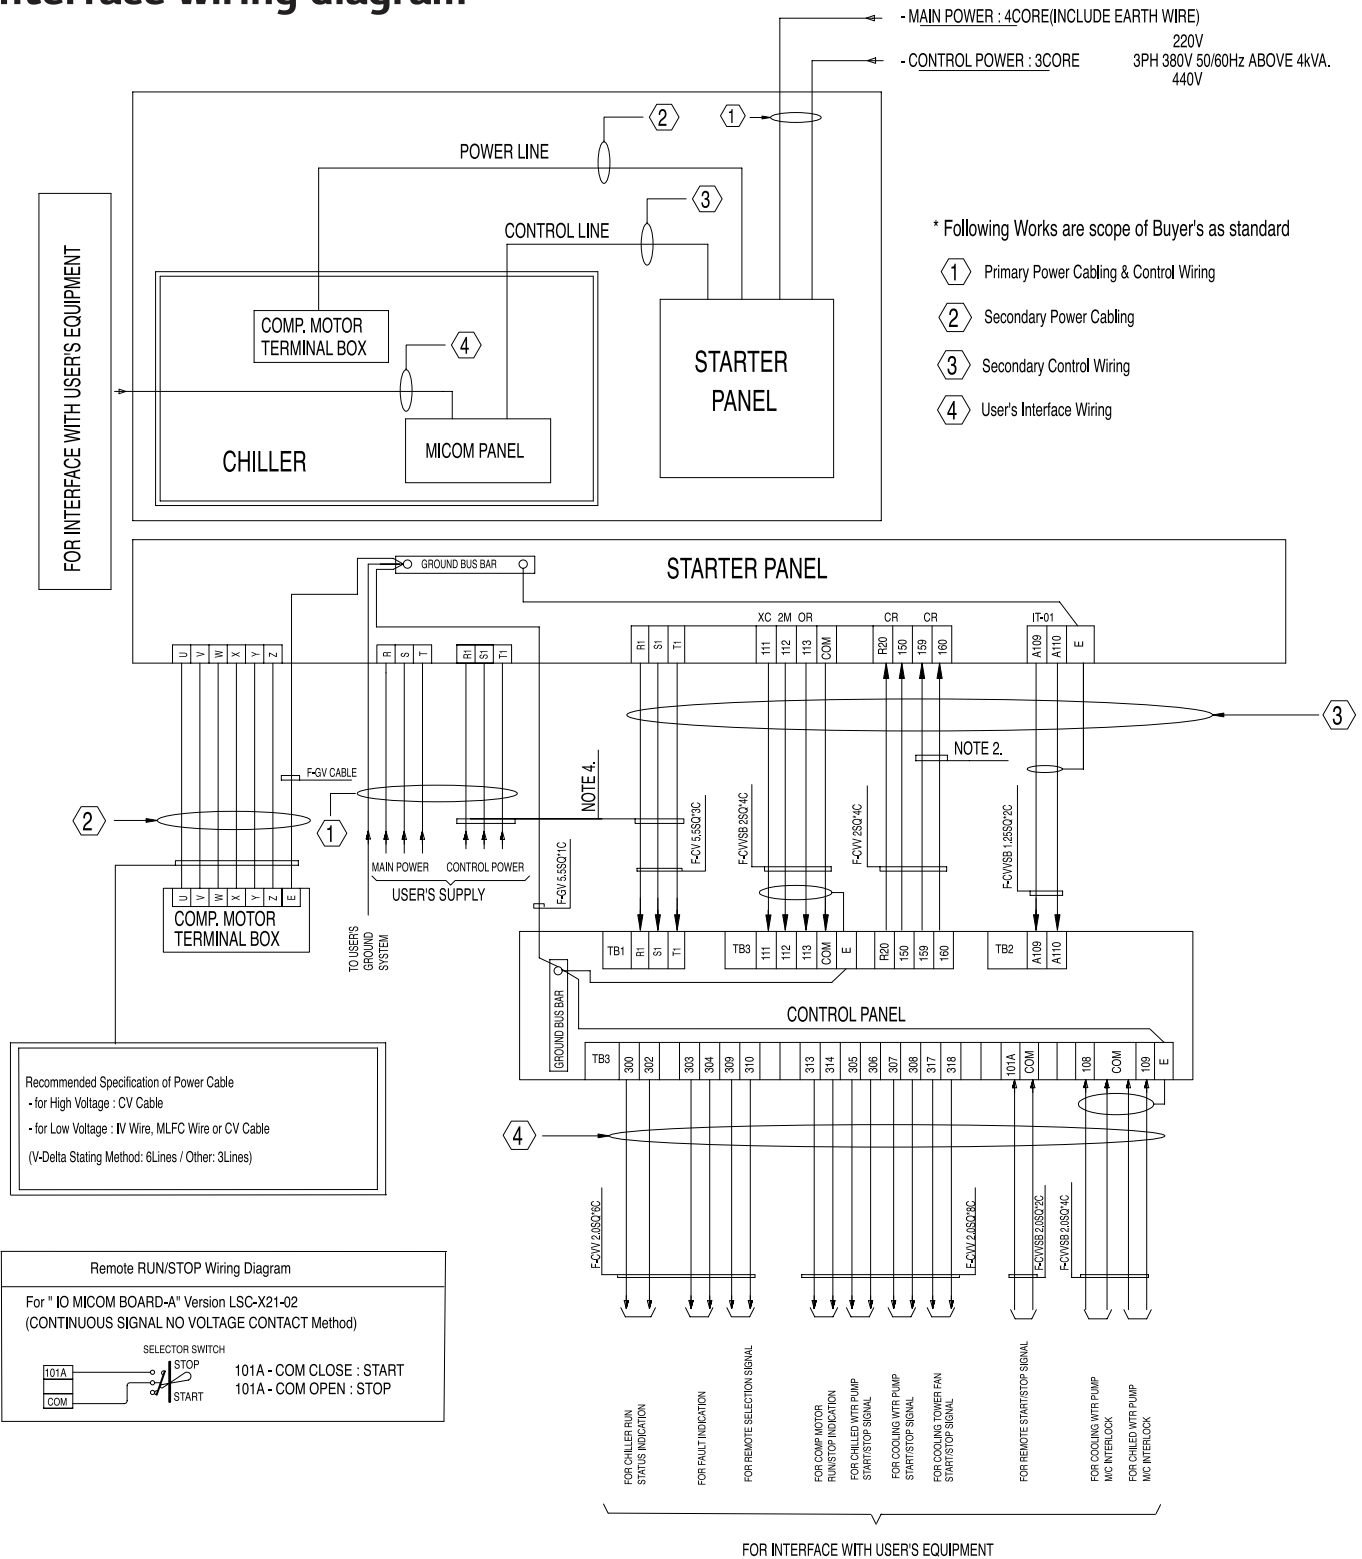 Interface wiring diagram
- MAIN POWER : 4CORE(INCLUDE EARTH WIRE)
220V
- CONTROL POWER : 3CORE
3PH 380V 50/60Hz ABOVE 4kVA.
440V
2
1
POWER LINE
3
CONTROL LINE
FOR INTERFACE WITH USER'S EQUIPMENT
COMP. MOTOR
TERMINAL BOX
4
STARTER
PANEL
CHILLER
MICOM PANEL
* Following Works are scope of Buyer's as standard
1 Primary Power Cabling & Control Wiring
2 Secondary Power Cabling
3 Secondary Control Wiring
4 User's Interface Wiring
GROUND BUS BAR
STARTER PANEL
XC 2M OR CR CR IT-01
U V W X Y Z
R S T
R1 S1 T1
R1 S1 T1
111 112 113 COM
R20 150 159 160
A109 A110 E
3
NOTE 2.
NOTE 4.
F-GV CABLE
2
1
F-CV 5.5SQ*3C
F-CVVSB 2SQ*4C
F-CVV 2SQ*4C
F-CVVSB 1.25SQ*2C
F-GV 5.5SQ*1C
MAIN POWER CONTROL POWER
USER'S SUPPLY
U V W X Y Z E
COMP. MOTOR
TERMINAL BOX
TO USER'S
GROUND
SYSTEM
TB1 R1 S1 T1
TB3 111 112 113 COM E R20 150 159 160
TB2 A109 A110
GROUND BUS BAR
CONTROL PANEL
TB3 300 302 303 304 309 310 313 314 305 306 307 308 317 318 101A COM 108 COM 109 E
4
Recommended Specification of Power Cable
- for High Voltage : CV Cable
- for Low Voltage : IV Wire, MLFC Wire or CV Cable
(V-Delta Stating Method: 6Lines / Other: 3Lines)
F-CVV 2.0SQ*6C
F-CVV 2.0SQ*8C
F-CVVSB 2.0SQ*2C
F-CVVSB 2.0SQ*4C
Remote RUN/STOP Wiring Diagram
For " IO MICOM BOARD-A" Version LSC-X21-02
(CONTINUOUS SIGNAL NO VOLTAGE CONTACT Method)
SELECTOR SWITCH
101A
COM
STOP
START
101A - COM CLOSE : START
101A - COM OPEN : STOP
FOR CHILLER RUN
STATUS INDICATION
FOR FAULT INDICATION
FOR REMOTE SELECTION SIGNAL
FOR COMP MOTOR
RUN/STOP INDICATION
FOR CHILLED WTR PUMP
START/STOP SIGNAL
FOR COOLING WTR PUMP
START/STOP SIGNAL
FOR COOLING TOWER FAN
START/STOP SIGNAL
FOR REMOTE START/STOP SIGNAL
FOR COOLING WTR PUMP
M/C INTERLOCK
FOR CHILED WTR PUMP
M/C INTERLOCK
FOR INTERFACE WITH USER'S EQUIPMENT